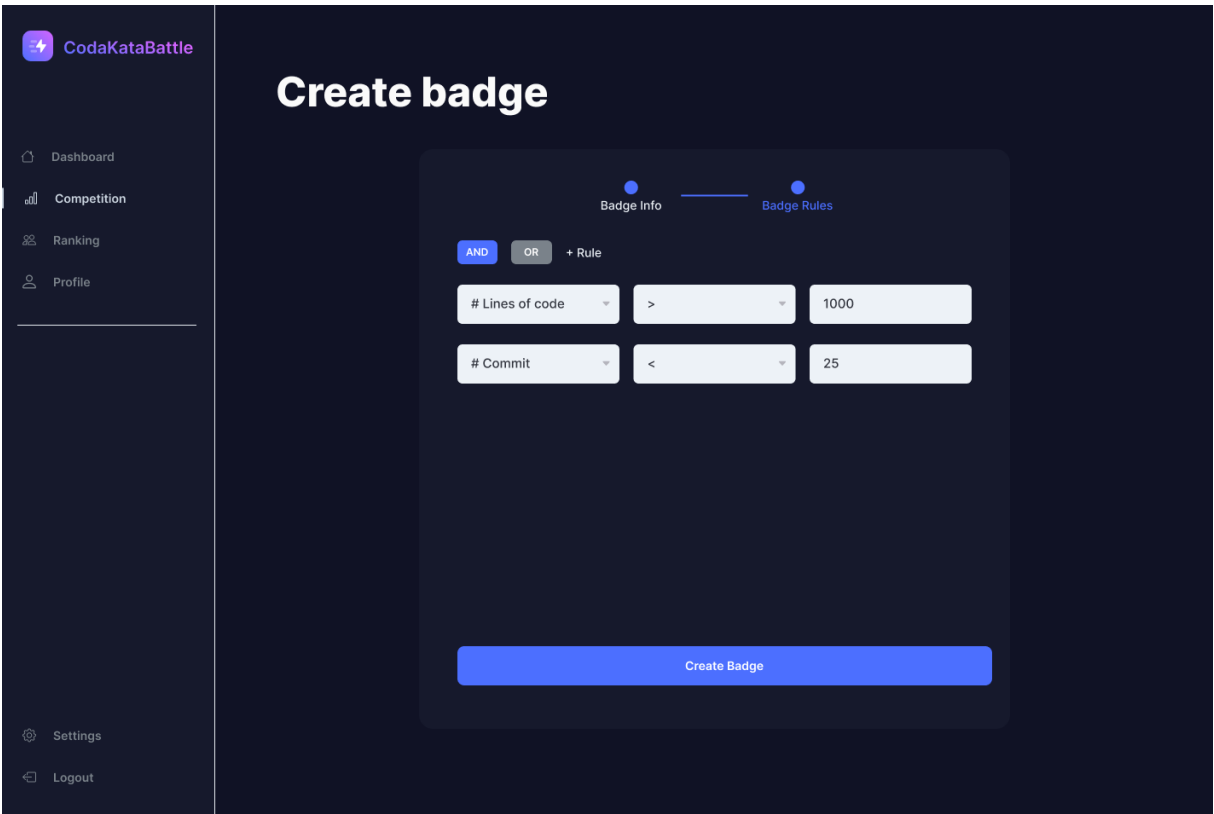 CodaKataBattle
Create badge
Dashboard
Competition
Ranking
Profile
Settings
Logout
Badge Info
Badge Rules
AND OR + Rule
# Lines of code > 1000
# Commit < 25
Create Badge